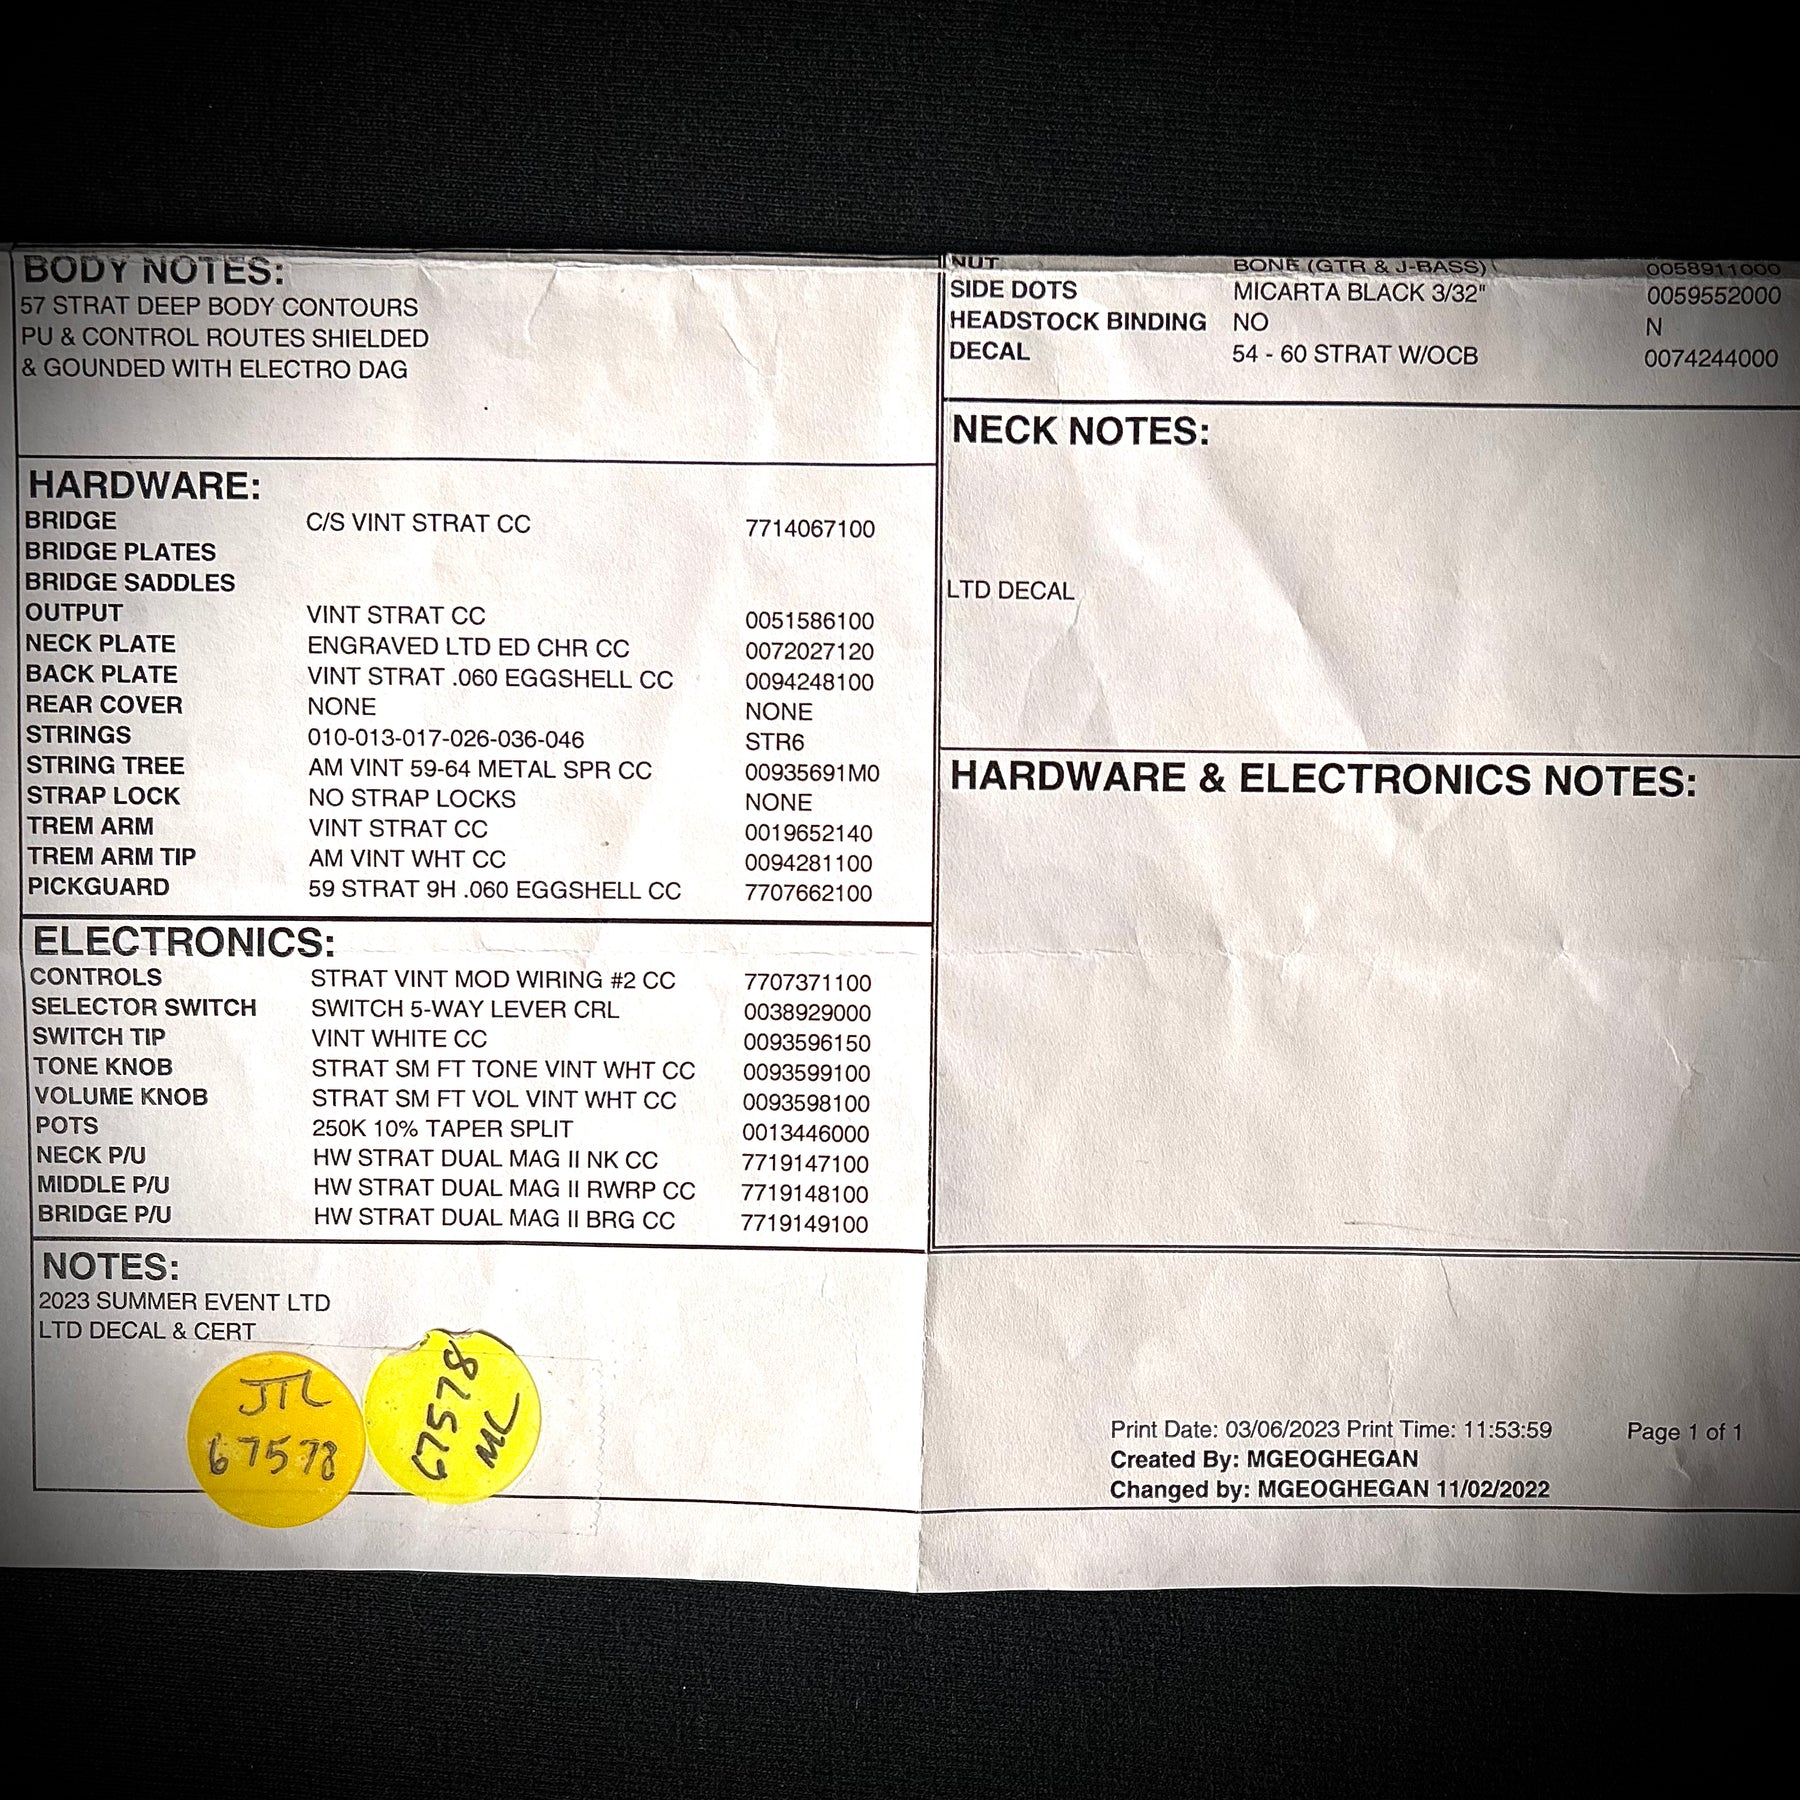 BODY NOTES:
57 STRAT DEEP BODY CONTOURS
PU & CONTROL ROUTES SHIELDED
& GOUNDED WITH ELECTRO DAG
HARDWARE:
BRIDGE C/S VINT STRAT CC 7714067100
BRIDGE PLATES
BRIDGE SADDLES
OUTPUT VINT STRAT CC 0051586100
NECK PLATE ENGRAVED LTD ED CHR CC 0072027120
BACK PLATE VINT STRAT .060 EGGSHELL CC 0094248100
REAR COVER NONE NONE
STRINGS 010-013-017-026-036-046 STR6
STRING TREE AM VINT 59-64 METAL SPR CC 00935691M0
STRAP LOCK NO STRAP LOCKS NONE
TREM ARM VINT STRAT CC 0019652140
TREM ARM TIP AM VINT WHT CC 0094281100
PICKGUARD 59 STRAT 9H .060 EGGSHELL CC 7707662100
ELECTRONICS:
CONTROLS STRAT VINT MOD WIRING #2 CC 7707371100
SELECTOR SWITCH SWITCH 5-WAY LEVER CRL 0038929000
SWITCH TIP VINT WHITE CC 0093596150
TONE KNOB STRAT SM FT TONE VINT WHT CC 0093599100
VOLUME KNOB STRAT SM FT VOL VINT WHT CC 0093598100
POTS 250K 10% TAPER SPLIT 0013446000
NECK P/U HW STRAT DUAL MAG II NK CC 7719147100
MIDDLE P/U HW STRAT DUAL MAG II RWRP CC 7719148100
BRIDGE P/U HW STRAT DUAL MAG II BRG CC 7719149100
NOTES:
2023 SUMMER EVENT LTD
LTD DECAL & CERT
JTL
67578
67578
ML
NUT BONE (GTR & J-BASS) 0058911000
SIDE DOTS MICARTA BLACK 3/32" 0059552000
HEADSTOCK BINDING NO N
DECAL 54 - 60 STRAT W/OCB 0074244000
NECK NOTES:
LTD DECAL
HARDWARE & ELECTRONICS NOTES:
Print Date: 03/06/2023 Print Time: 11:53:59 Page 1 of 1
Created By: MGEOGHEGAN
Changed by: MGEOGHEGAN 11/02/2022